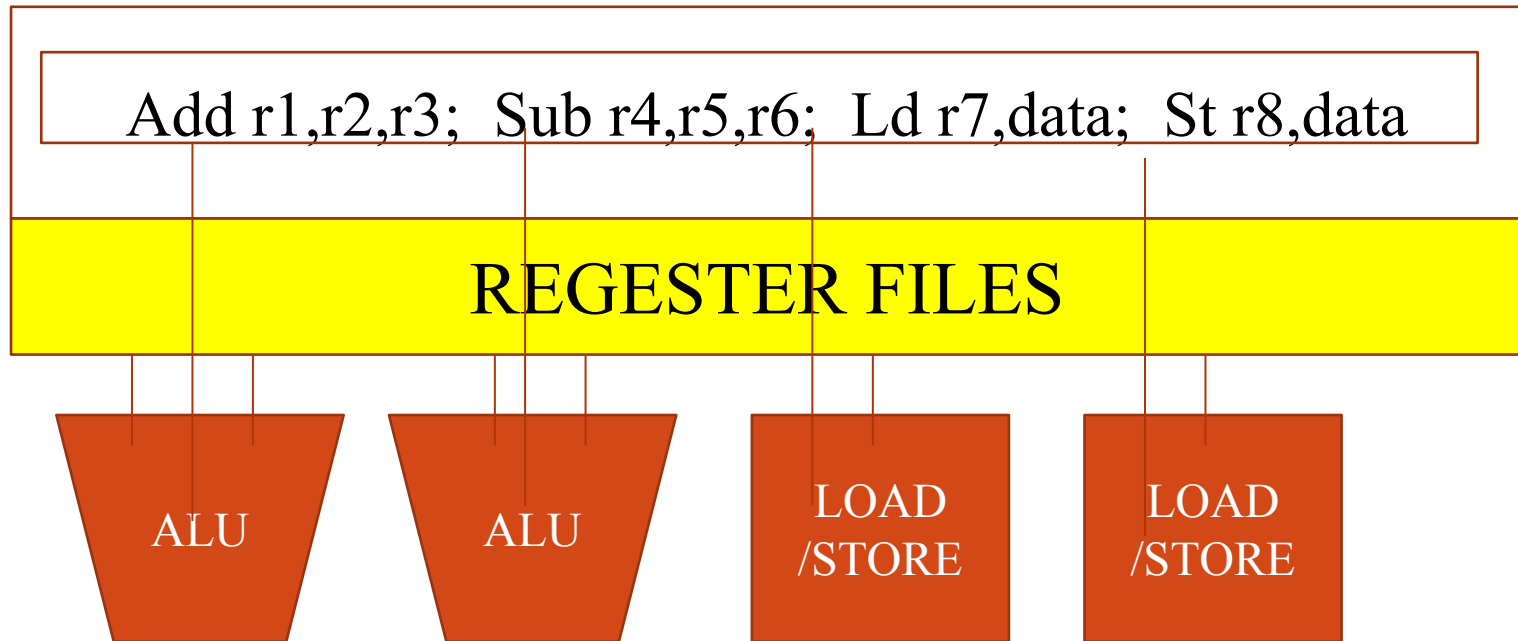 Add r1,r2,r3; Sub r4,r5,r6; Ld r7,data; St r8,data
REGESTER FILES
ALU
ALU
LOAD
/STORE
LOAD
/STORE